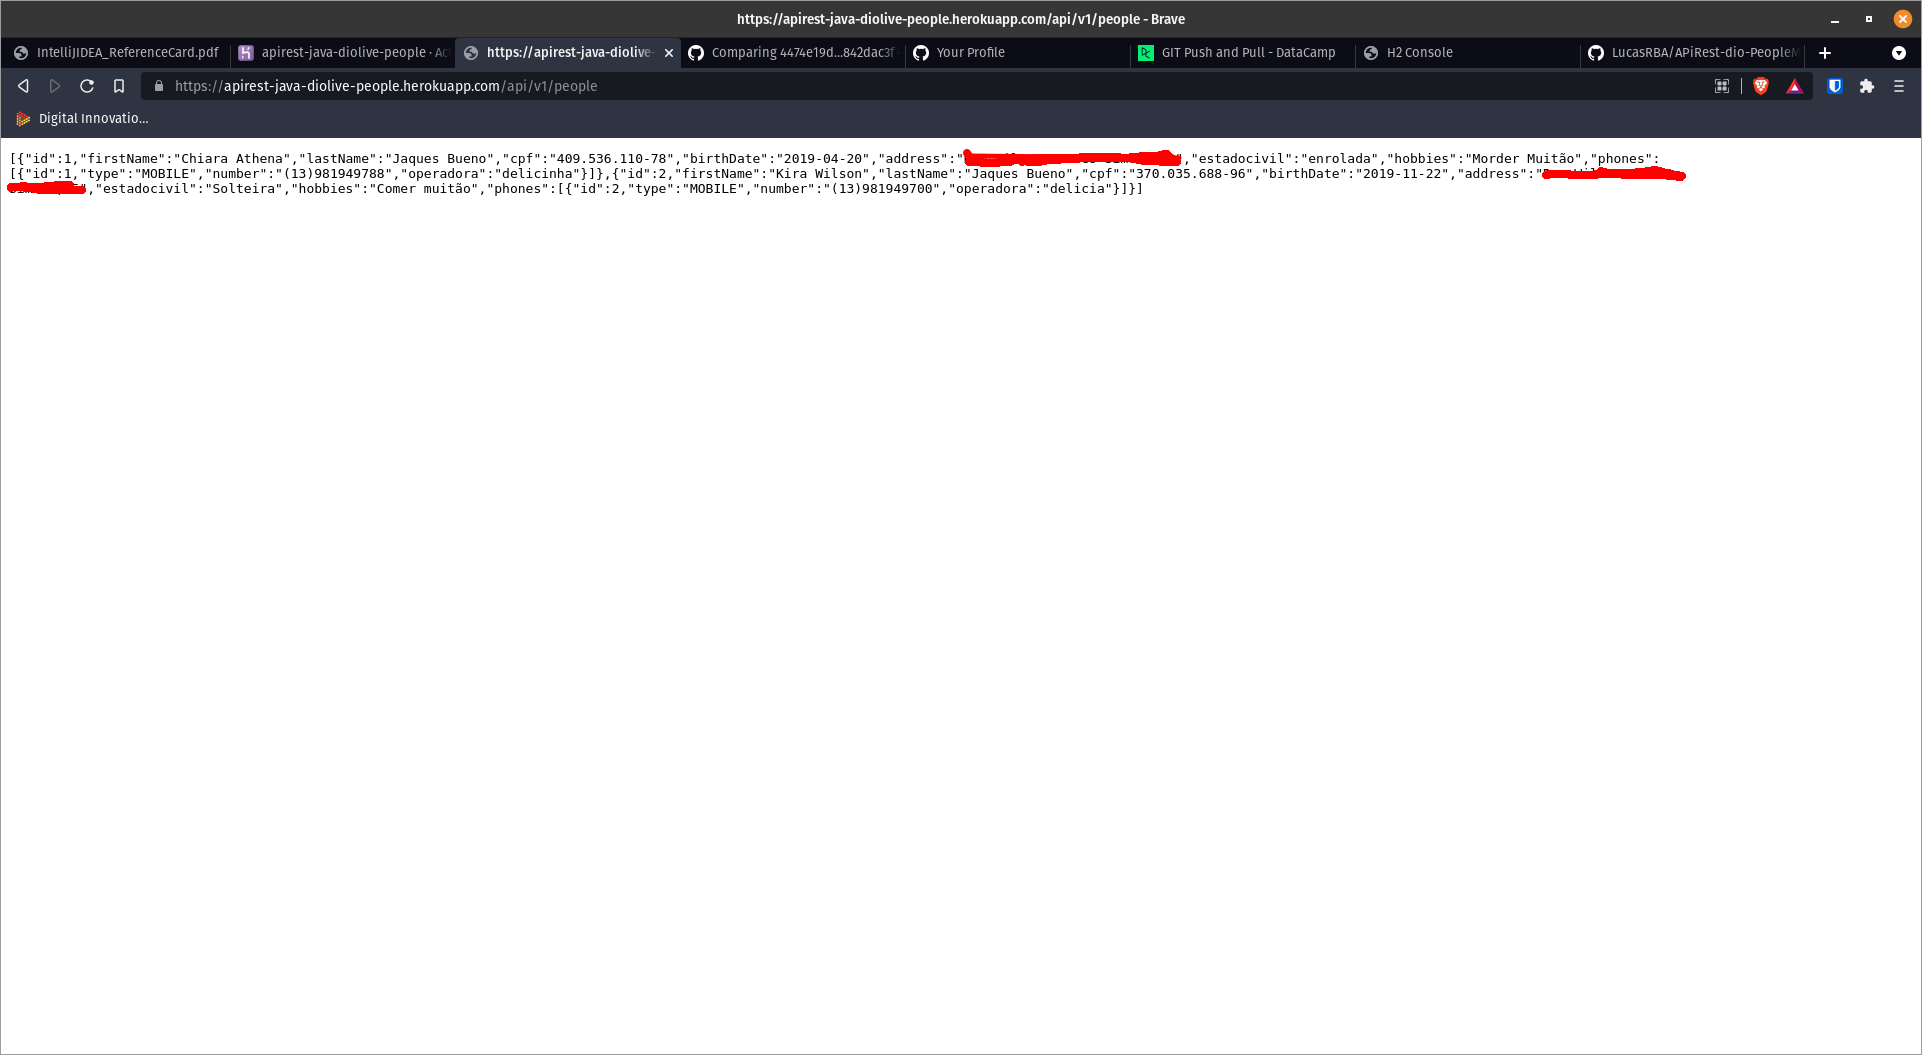 https://apirest-java-diolive-people.herokuapp.com/api/v1/people - Brave
IntelliJIDEA_ReferenceCard.pdf
apirest-java-diolive-people · Ac
https://apirest-java-diolive-
Comparing 4474e19d...842dac3f
Your Profile
GIT Push and Pull - DataCamp
H2 Console
LucasRBA/APiRest-dio-PeopleM
https://apirest-java-diolive-people.herokuapp.com/api/v1/people
Digital Innovatio...
[{"id":1,"firstName":"Chiara Athena","lastName":"Jaques Bueno","cpf":"409.536.110-78","birthDate":"2019-04-20","address":" ","estadocivil":"enrolada","hobbies":"Morder Muitão","phones":
[{"id":1,"type":"MOBILE","number":"(13)981949788","operadora":"delicinha"}]},{"id":2,"firstName":"Kira Wilson","lastName":"Jaques Bueno","cpf":"370.035.688-96","birthDate":"2019-11-22","address":"
","estadocivil":"Solteira","hobbies":"Comer muitão","phones":[{"id":2,"type":"MOBILE","number":"(13)981949700","operadora":"delicia"}]}]